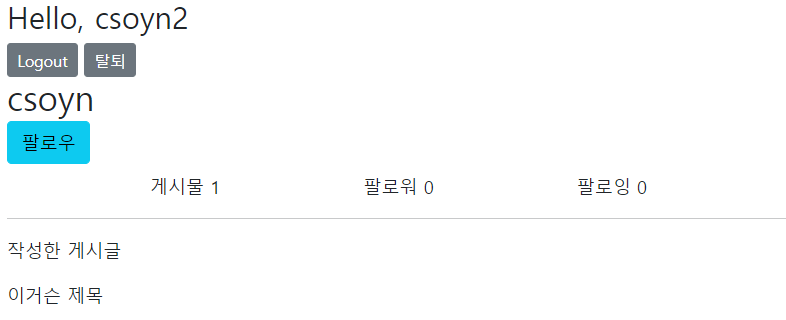 Hello, csoyn2
Logout 탈퇴
csoyn
팔로우
게시물 1 팔로워 0 팔로잉 0
작성한 게시글
이거슨 제목